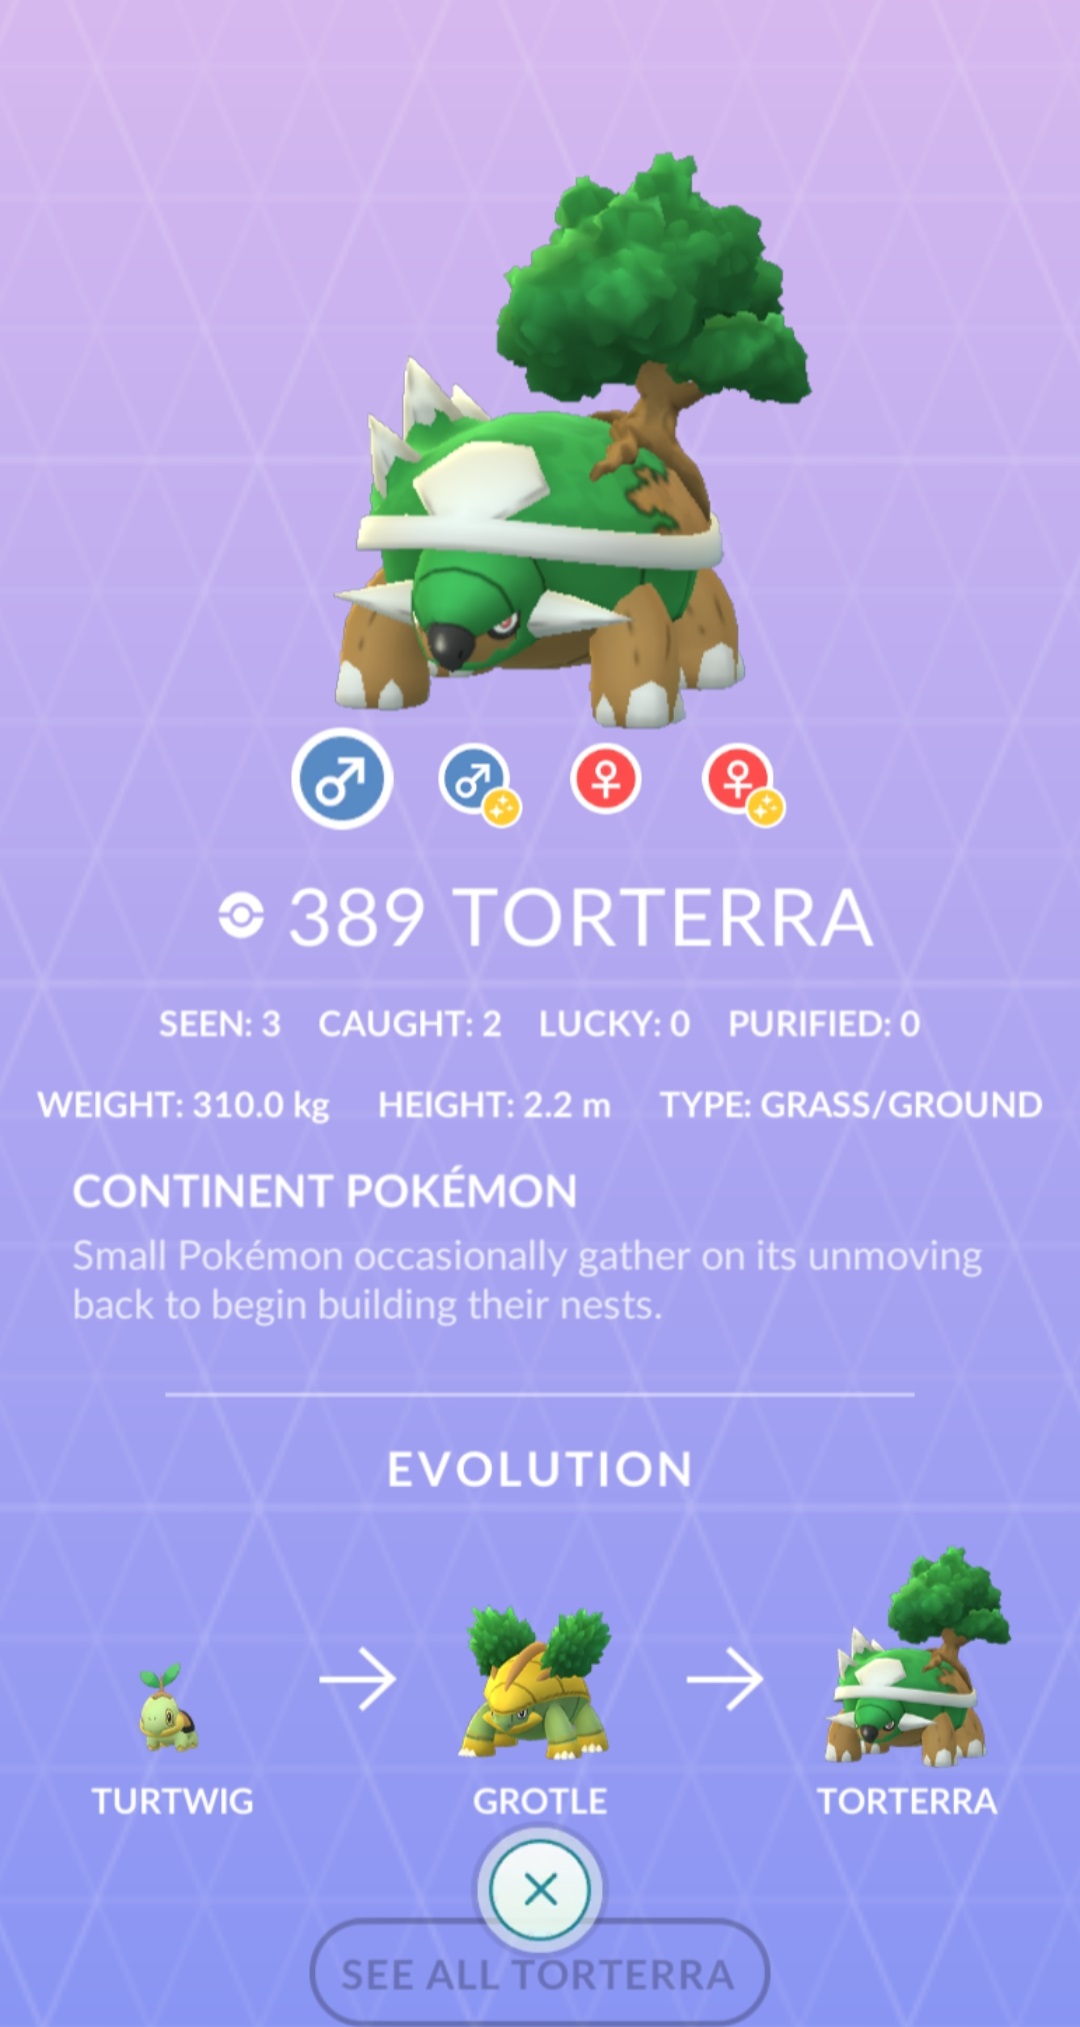 389 TORTERRA
SEEN: 3 CAUGHT: 2 LUCKY: 0 PURIFIED: 0
WEIGHT: 310.0 kg HEIGHT: 2.2 m TYPE: GRASS/GROUND
CONTINENT POKÉMON
Small Pokémon occasionally gather on its unmoving
back to begin building their nests.
EVOLUTION
TURTWIG GROTLE TORTERRA
SEE ALL TORTERRA